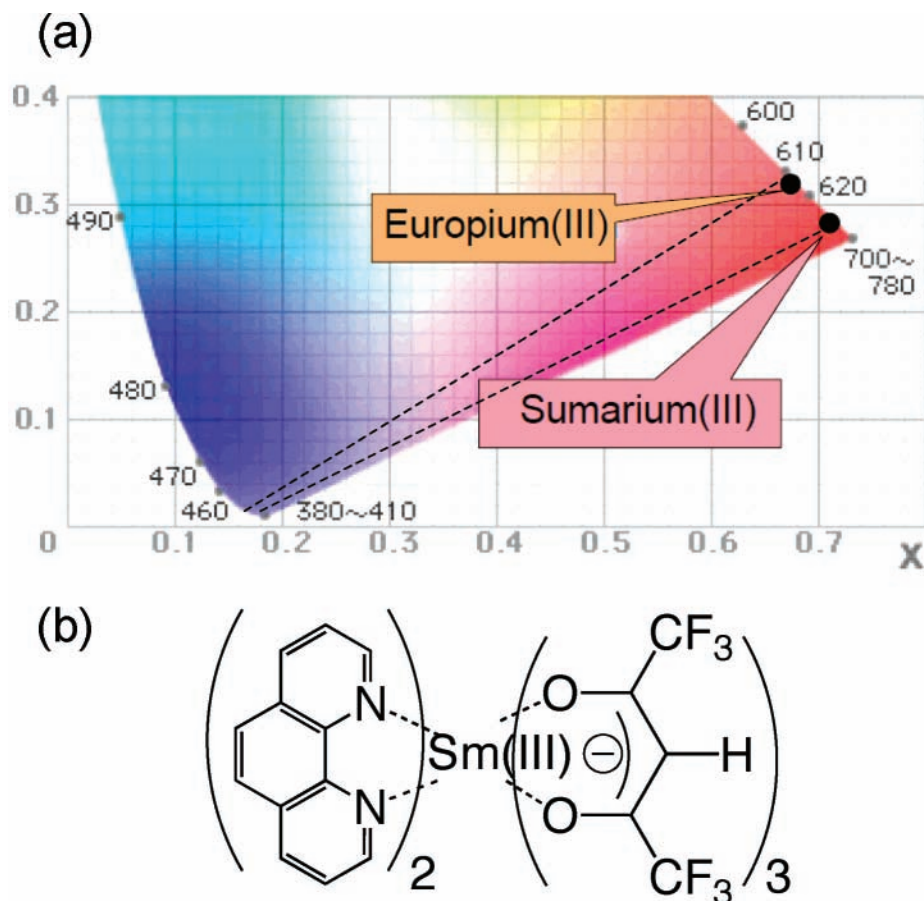 (a)
0.4
600
610
620
0.3
Europium(III)
490
700~
780
0.2
480
Sumarium(III)
0.1
470
460
380~410
0
0
0.1
0.2
0.3
0.4
0.5
0.6
0.7
X
(b)
CF3
N
O
Sm(III)
−
H
N
O
2
CF3
3